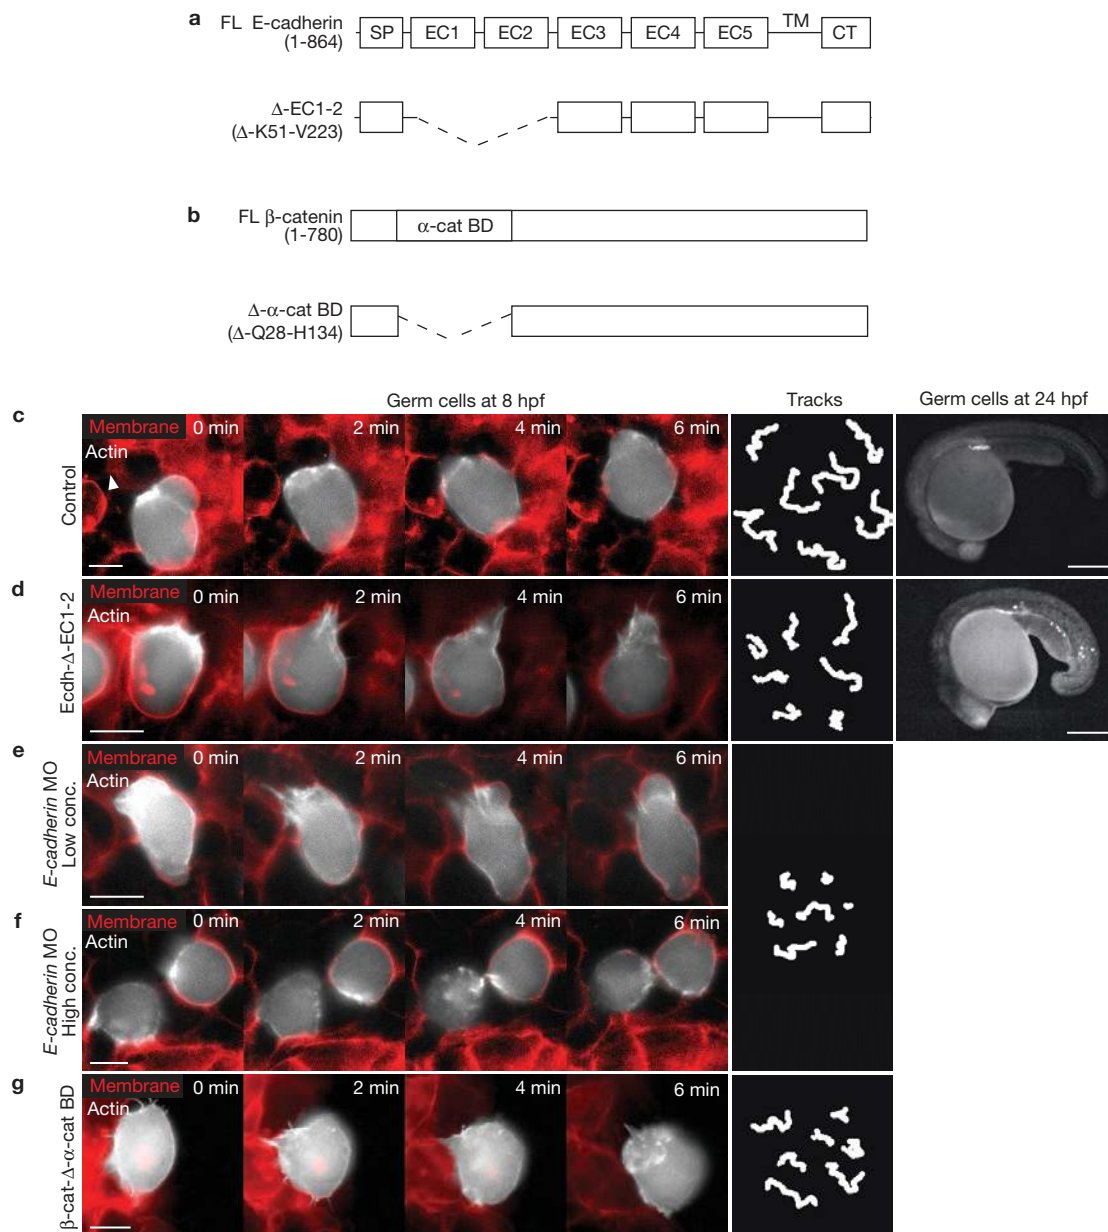 a
FL E-cadherin
(1-864)
SP EC1 EC2 EC3 EC4 EC5 TM CT
Δ-EC1-2
(Δ-K51-V223)
b
FL β-catenin
(1-780)
α-cat BD
Δ-α-cat BD
(Δ-Q28-H134)
Germ cells at 8 hpf
Tracks
Germ cells at 24 hpf
c
Control
Membrane
Actin
0 min
2 min
4 min
6 min
d
Ecdh-Δ-EC1-2
Membrane
Actin
0 min
2 min
4 min
6 min
e
E-cadherin MO
Low conc.
Membrane
Actin
0 min
2 min
4 min
6 min
f
E-cadherin MO
High conc.
Membrane
Actin
0 min
2 min
4 min
6 min
g
β-cat-Δ-α-cat BD
Membrane
Actin
0 min
2 min
4 min
6 min